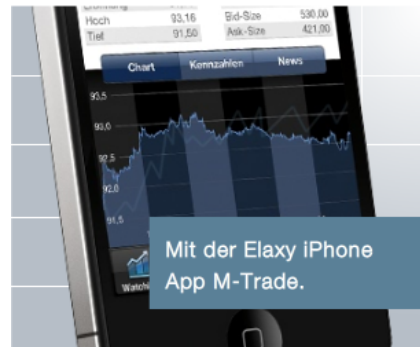 Hoch 93,16 Bid-Size 530,00
Tief 91,50 Ask-Size 421,00
Chart Kennzahlen News
93,5
93,0
92,5
92,0
91,5
Mit der Elaxy iPhone
App M-Trade.